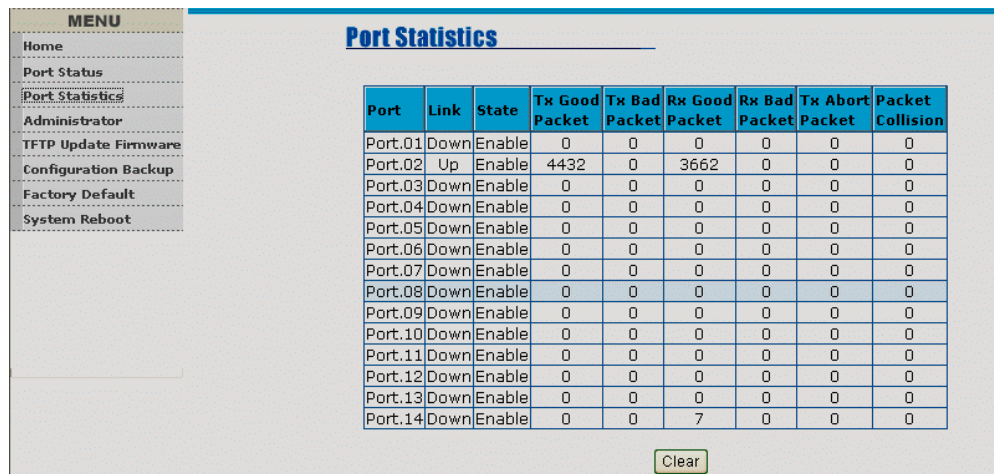 MENU
Home
Port Status
Port Statistics
Administrator
TFTP Update Firmware
Configuration Backup
Factory Default
System Reboot
Port Statistics
Port Link State Tx Good Packet Tx Bad Packet Rx Good Packet Rx Bad Packet Tx Abort Packet Packet Collision
Port.01 Down Enable 0 0 0 0 0 0
Port.02 Up Enable 4432 0 3662 0 0 0
Port.03 Down Enable 0 0 0 0 0 0
Port.04 Down Enable 0 0 0 0 0 0
Port.05 Down Enable 0 0 0 0 0 0
Port.06 Down Enable 0 0 0 0 0 0
Port.07 Down Enable 0 0 0 0 0 0
Port.08 Down Enable 0 0 0 0 0 0
Port.09 Down Enable 0 0 0 0 0 0
Port.10 Down Enable 0 0 0 0 0 0
Port.11 Down Enable 0 0 0 0 0 0
Port.12 Down Enable 0 0 0 0 0 0
Port.13 Down Enable 0 0 0 0 0 0
Port.14 Down Enable 0 0 7 0 0 0
Clear